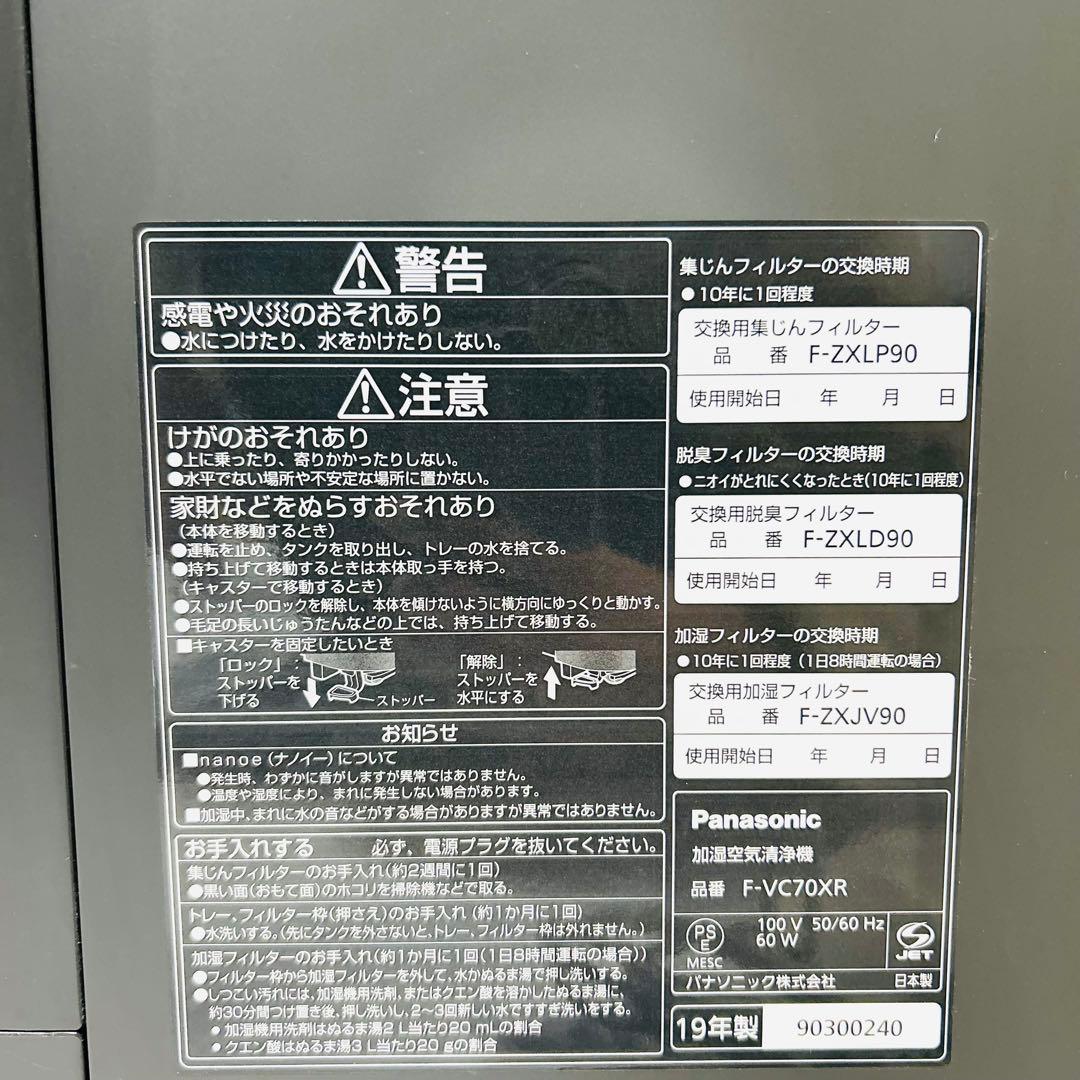 警告
感電や火災のおそれあり
●水につけたり、水をかけたりしない。
注意
けがのおそれあり
●上に乗ったり、寄りかかったりしない。
●水平でない場所や不安定な場所に置かない。
家財などをぬらすおそれあり
(本体を移動するとき)
●運転を止め、タンクを取り出し、トレーの水を捨てる。
●持ち上げて移動するときは本体取っ手を持つ。
(キャスターで移動するとき)
●ストッパーのロックを解除し、本体を傾けないように横方向にゆっくりと動かす。
●毛足の長いじゅうたんなどの上では、持ち上げて移動する。
■キャスターを固定したいとき
「ロック」:
ストッパーを
下げる
ストッパー
「解除」:
ストッパーを
水平にする
お知らせ
■nanoe(ナノイー)について
●発生時、わずかに音がしますが異常ではありません。
●温度や湿度により、まれに発生しない場合があります。
■加湿中、まれに水の音などがする場合がありますが異常ではありません。
お手入れする 必ず、電源プラグを抜いてください。
集じんフィルターのお手入れ(約2週間に1回)
●黒い面(おもて面)のホコリを掃除機などで取る。
トレー、フィルター枠(押さえ)のお手入れ (約1か月に1回)
●水洗いする。(先にタンクを外さないと、トレー、フィルター枠は外れません。)
加湿フィルターのお手入れ(約1か月に1回(1日8時間運転の場合))
●フィルター枠から加湿フィルターを外して、水かぬるま湯で押し洗いする。
●しつこい汚れには、加湿機用洗剤、またはクエン酸を溶かしたぬるま湯に、
約30分間つけ置き後、押し洗いし、2~3回新しい水ですすぎ洗いをする。
● 加湿機用洗剤はぬるま湯2 L当たり20 mLの割合
● クエン酸はぬるま湯3 L当たり20 gの割合
集じんフィルターの交換時期
● 10年に1回程度
交換用集じんフィルター
品 番 F-ZXLP90
使用開始日 年 月 日
脱臭フィルターの交換時期
● ニオイがとれにくくなったとき(10年に1回程度)
交換用脱臭フィルター
品 番 F-ZXLD90
使用開始日 年 月 日
加湿フィルターの交換時期
● 10年に1回程度 (1日8時間運転の場合)
交換用加湿フィルター
品 番 F-ZXJV90
使用開始日 年 月 日
Panasonic
加湿空気清浄機
品番 F-VC70XR
PS
E
MESC
100 V 50/60 Hz
60 W
JET
パナソニック株式会社 日本製
19年製 90300240